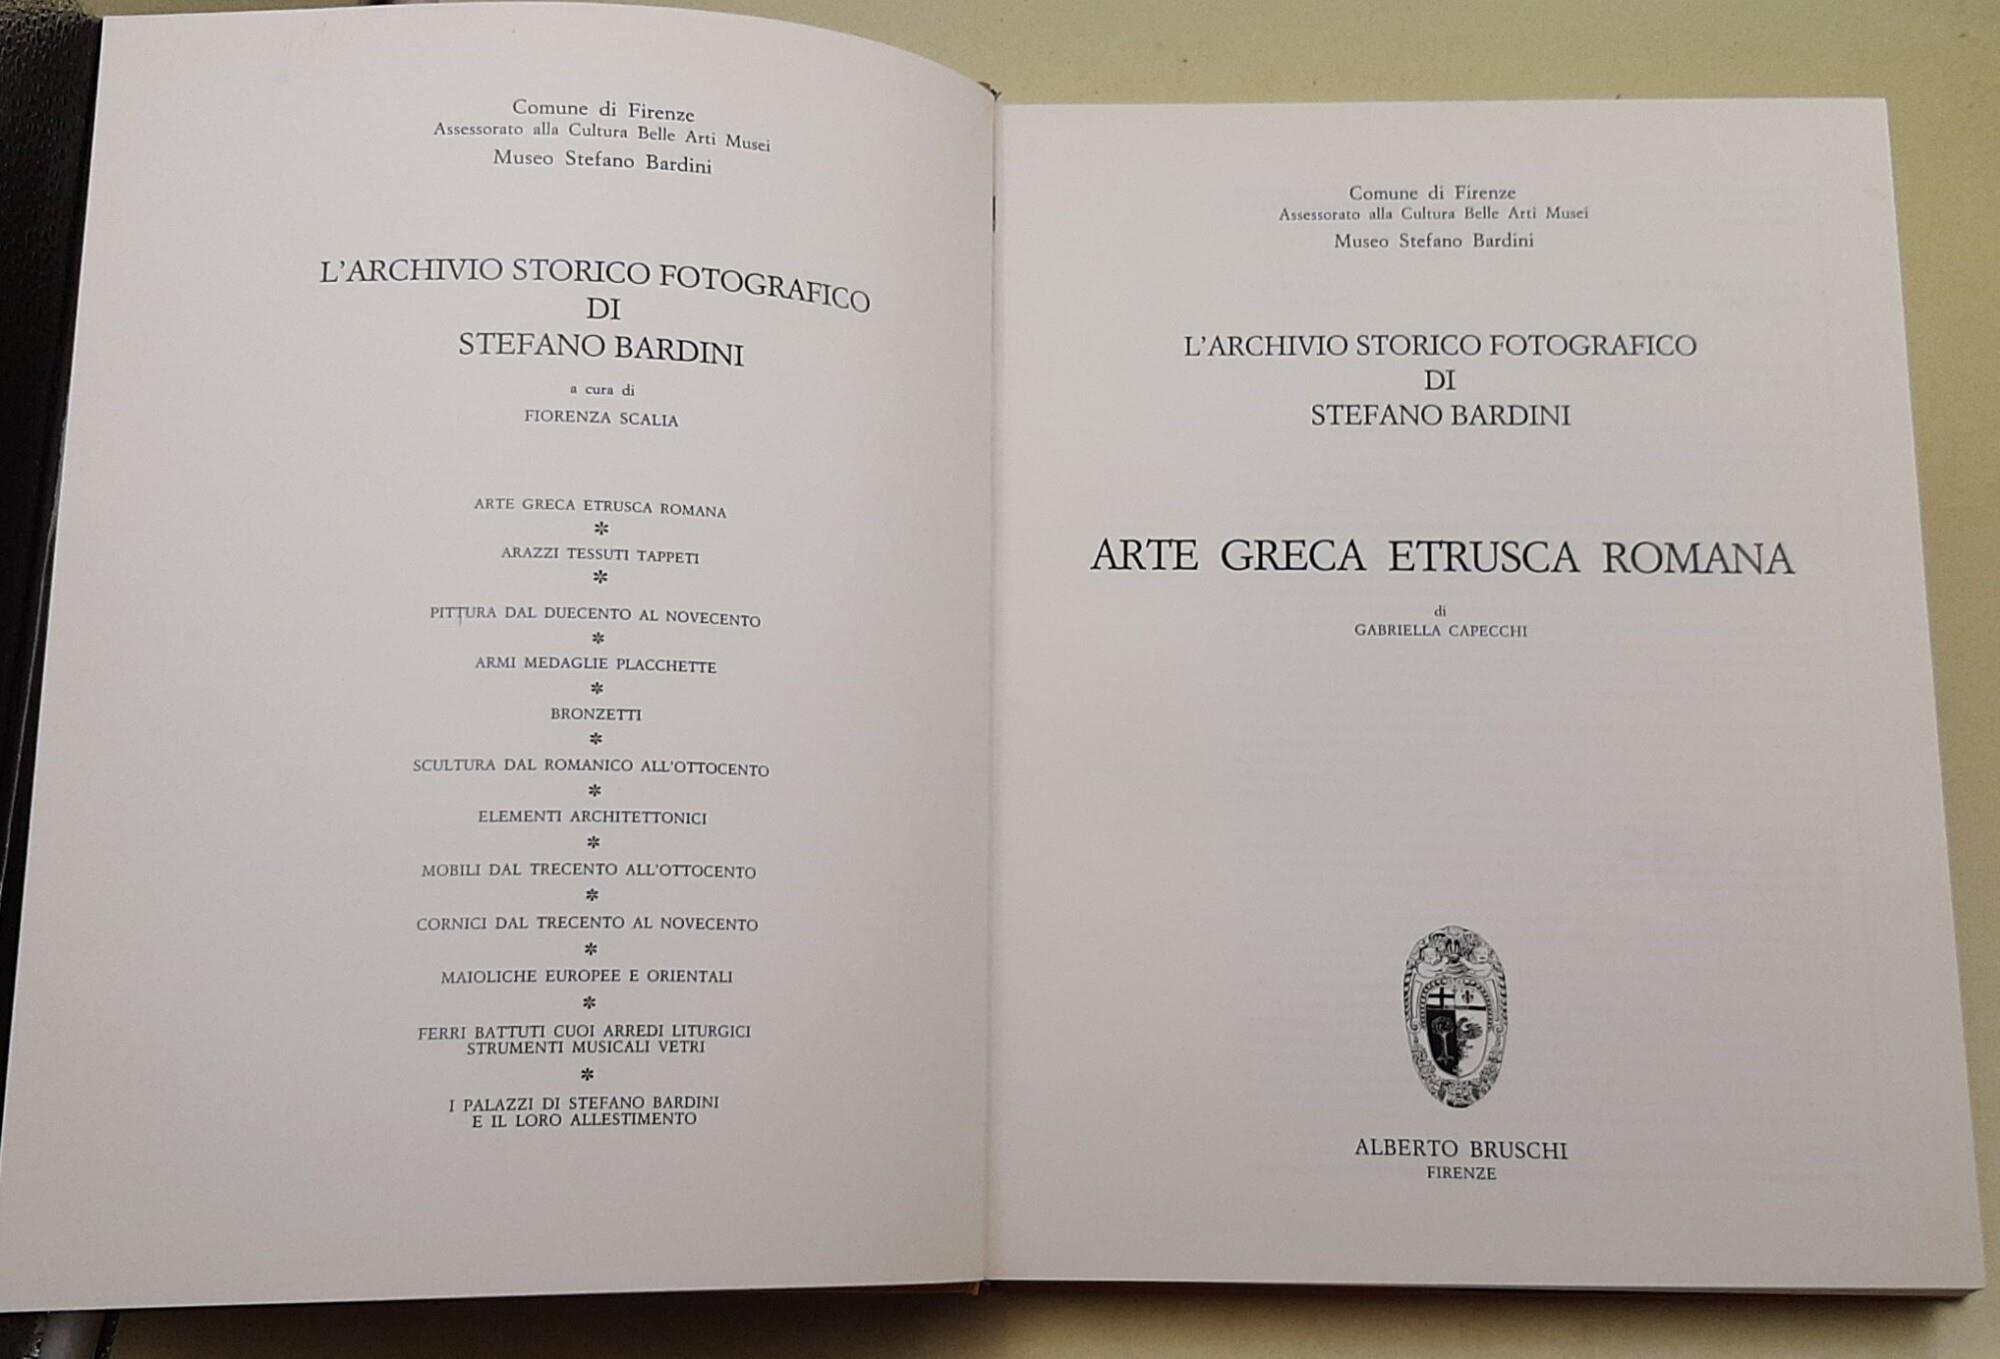 Comune di Firenze
Assessorato alla Cultura Belle Arti Musei
Museo Stefano Bardini
L'ARCHIVIO STORICO FOTOGRAFICO
DI
STEFANO BARDINI
a cura di
FIORENZA SCALIA
ARTE GRECA ETRUSCA ROMANA
*
ARAZZI TESSUTI TAPPETI
*
PITTURA DAL DUECENTO AL NOVECENTO
*
ARMI MEDAGLIE PLACCHETTE
*
BRONZETTI
*
SCULTURA DAL ROMANICO ALL'OTTOCENTO
*
ELEMENTI ARCHITETTONICI
*
MOBILI DAL TRECENTO ALL'OTTOCENTO
*
CORNICI DAL TRECENTO AL NOVECENTO
*
MAIOLICHE EUROPEE E ORIENTALI
*
FERRI BATTUTI CUOI ARREDI LITURGICI
STRUMENTI MUSICALI VETRI
*
I PALAZZI DI STEFANO BARDINI
E IL LORO ALLESTIMENTO
Comune di Firenze
Assessorato alla Cultura Belle Arti Musei
Museo Stefano Bardini
L'ARCHIVIO STORICO FOTOGRAFICO
DI
STEFANO BARDINI
ARTE GRECA ETRUSCA ROMANA
di
GABRIELLA CAPECCHI
ALBERTO BRUSCHI
FIRENZE